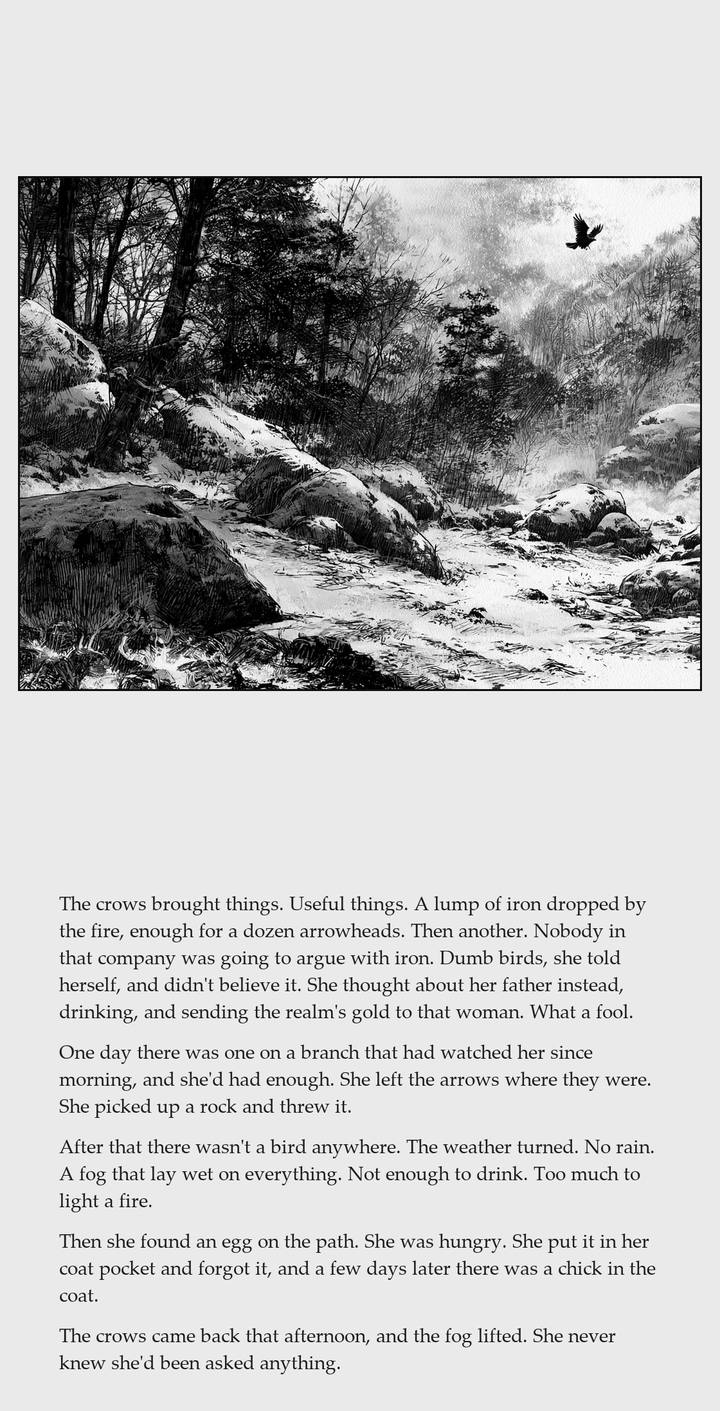 The crows brought things. Useful things. A lump of iron dropped by
the fire, enough for a dozen arrowheads. Then another. Nobody in
that company was going to argue with iron. Dumb birds, she told
herself, and didn't believe it. She thought about her father instead,
drinking, and sending the realm's gold to that woman. What a fool.
One day there was one on a branch that had watched her since
morning, and she'd had enough. She left the arrows where they were.
She picked up a rock and threw it.
After that there wasn't a bird anywhere. The weather turned. No rain.
A fog that lay wet on everything. Not enough to drink. Too much to
light a fire.
Then she found an egg on the path. She was hungry. She put it in her
coat pocket and forgot it, and a few days later there was a chick in the
coat.
The crows came back that afternoon, and the fog lifted. She never
knew she'd been asked anything.